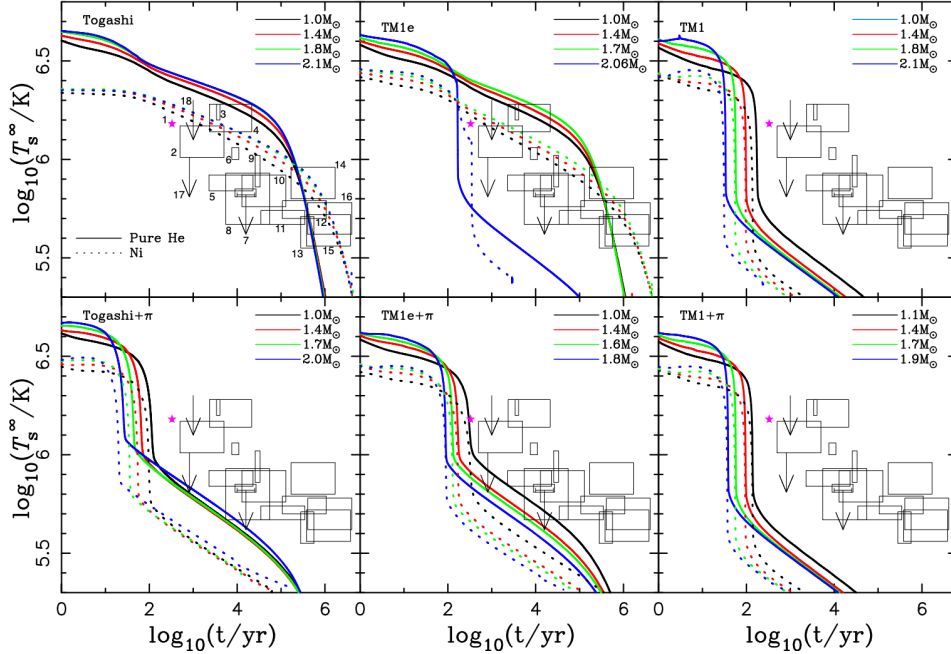 Togashi
1.0M⊙
1.4M⊙
1.8M⊙
2.1M⊙
18
1
3
4
2
6
9
14
17
5
10
16
8
7
11
12
13
15
Pure He
Ni
TM1e
1.0M⊙
1.4M⊙
1.7M⊙
2.06M⊙
TM1
1.0M⊙
1.4M⊙
1.8M⊙
2.1M⊙
6.5
6
5.5
log₁₀(Tₛ^∞/K)
Togashi+π
1.0M⊙
1.4M⊙
1.7M⊙
2.0M⊙
TM1e+π
1.0M⊙
1.4M⊙
1.6M⊙
1.8M⊙
TM1+π
1.1M⊙
1.4M⊙
1.7M⊙
1.9M⊙
6.5
6
5.5
log₁₀(Tₛ^∞/K)
0 2 4 6 0 2 4 6 0 2 4 6
log₁₀(t/yr) log₁₀(t/yr) log₁₀(t/yr)